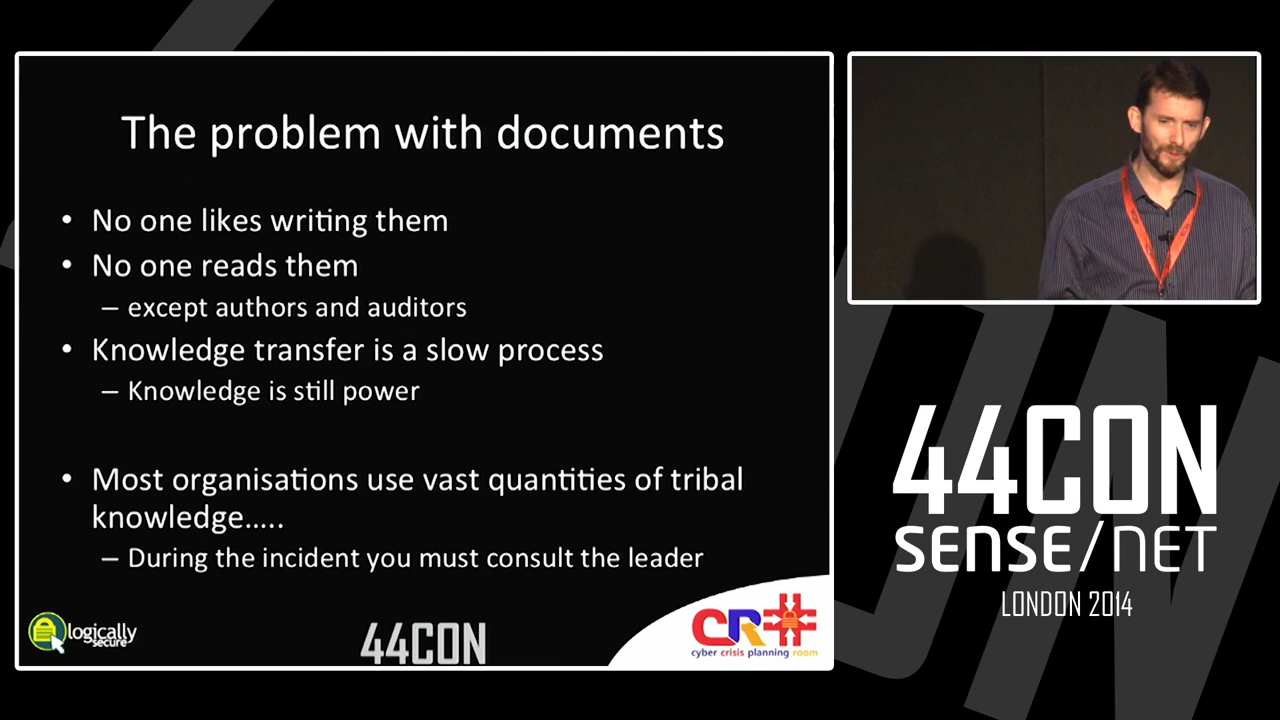 The problem with documents
• No one likes writing them
• No one reads them
– except authors and auditors
• Knowledge transfer is a slow process
– Knowledge is still power
• Most organisations use vast quantities of tribal
knowledge.....
– During the incident you must consult the leader
logically
secure
44CON
CR
cyber crisis planning room
44CON
SENSE/NET
LONDON 2014